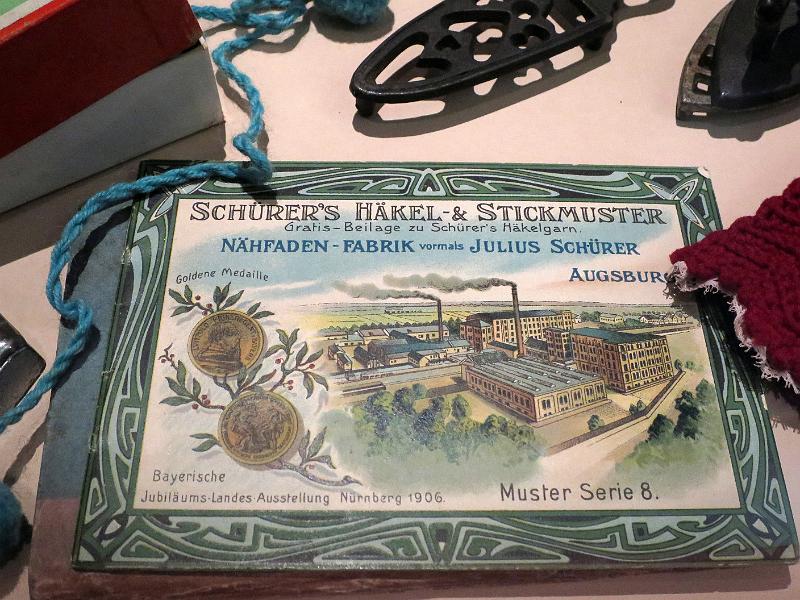 SCHÜRER'S HÄKEL-& STICKMUSTER
Gratis-Beilage zu Schürer's Häkelgarn.
NÄHFADEN-FABRIK vormals JULIUS SCHÜRER
AUGSBUR
Goldene Medaille
Bayerische
Jubiläums-Landes-Ausstellung Nürnberg 1906.
Muster Serie 8.